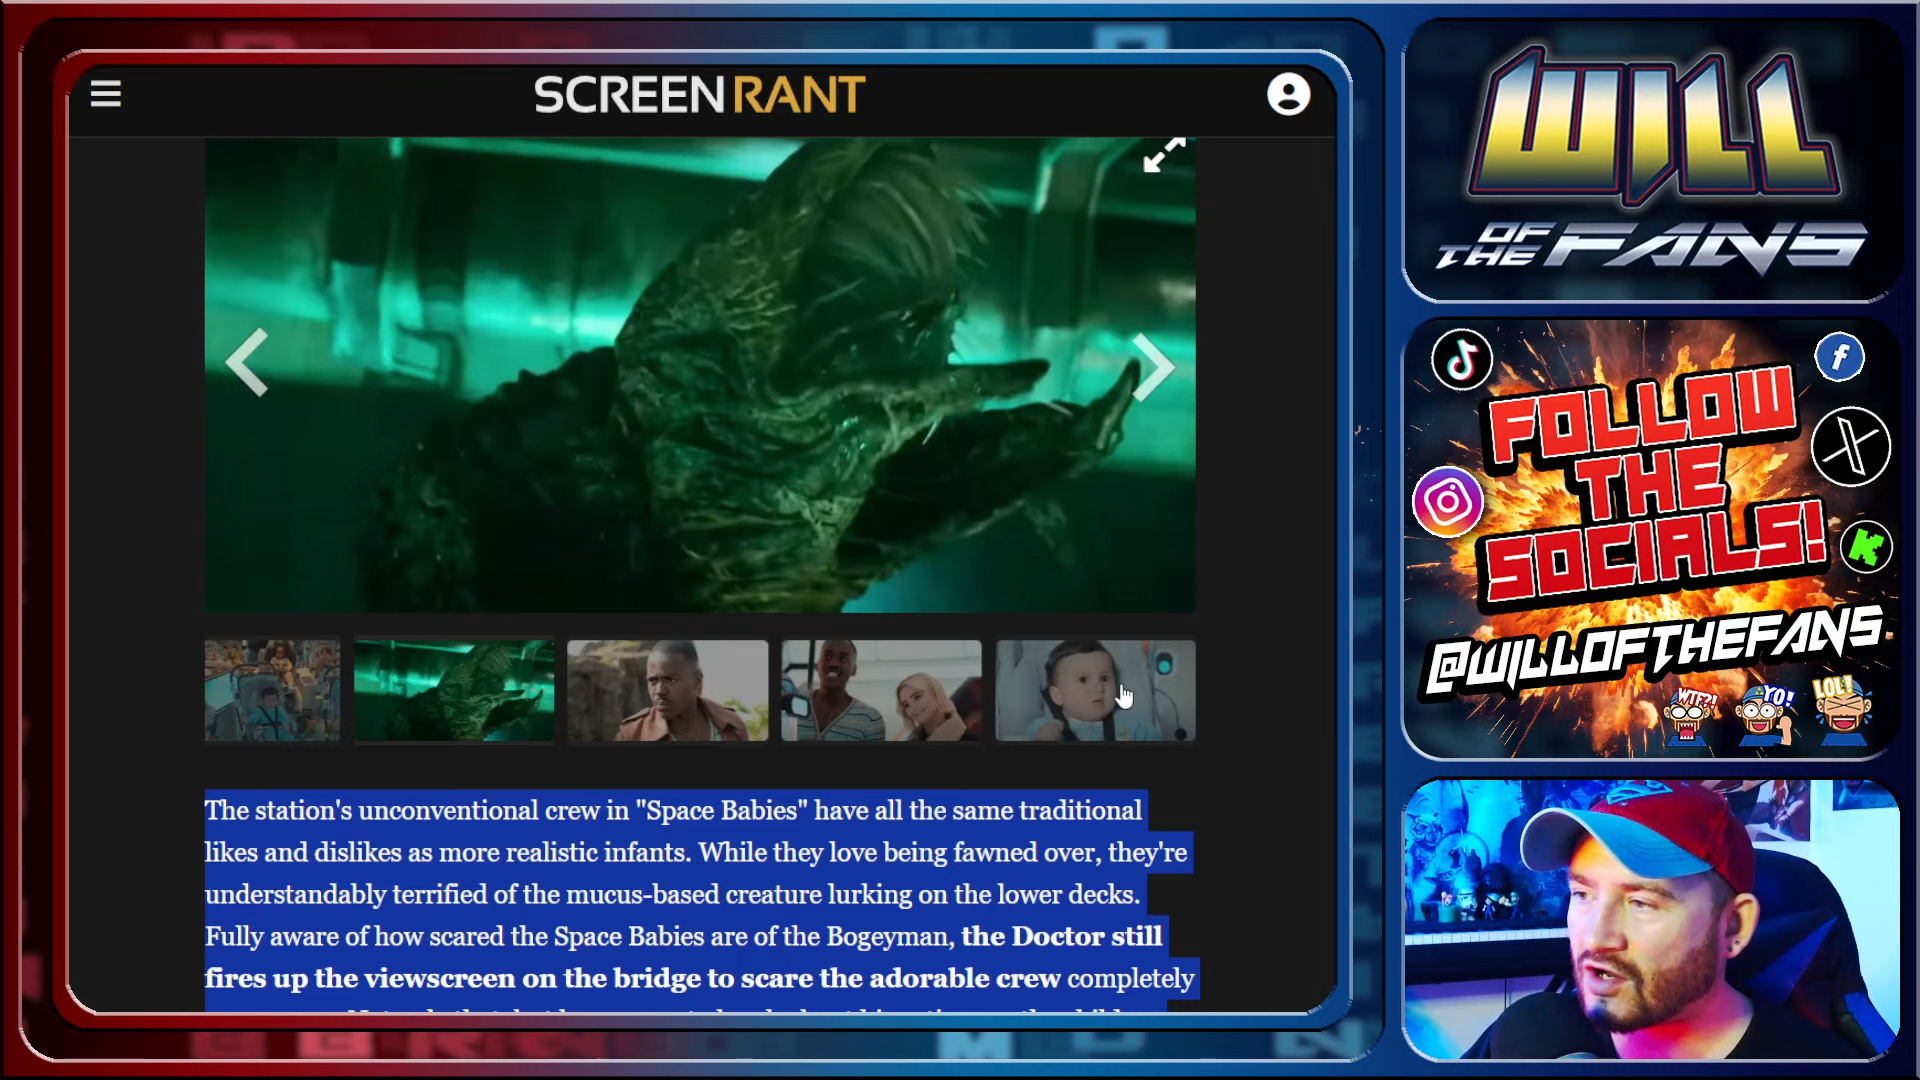 SCREENRANT
The station's unconventional crew in "Space Babies" have all the same traditional
likes and dislikes as more realistic infants. While they love being fawned over, they're
understandably terrified of the mucus-based creature lurking on the lower decks.
Fully aware of how scared the Space Babies are of the Bogeyman, the Doctor still
fires up the viewscreen on the bridge to scare the adorable crew completely
WILL
OF
THE FANS
FOLLOW
THE
SOCIALS!
@WILLOFTHEFANS
WTF?!
YO!
LOL!